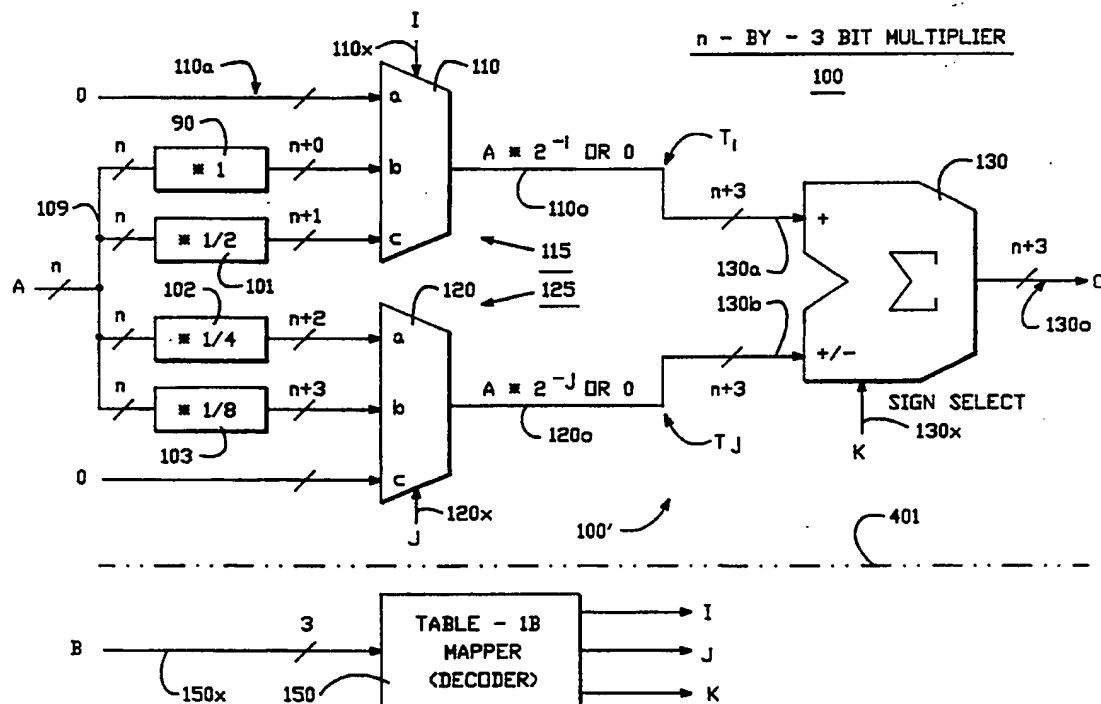 I
n - BY - 3 BIT MULTIPLIER
100
110x
110
110a
0
a
90
n
* 1
n+0
b
A * 2^-I OR 0
T_I
130
109
110o
n+3
+
n
* 1/2
n+1
c
115
130a
n+3
A
n
101
125
Σ
C
102
120
130b
130o
n
* 1/4
n+2
a
+/-
n
* 1/8
n+3
b
A * 2^-J OR 0
n+3
SIGN SELECT
103
120o
T_J
130x
0
c
K
120x
100'
401
J
3
TABLE - 1B
I
B
MAPPER
J
(DECODER)
150x
150
K